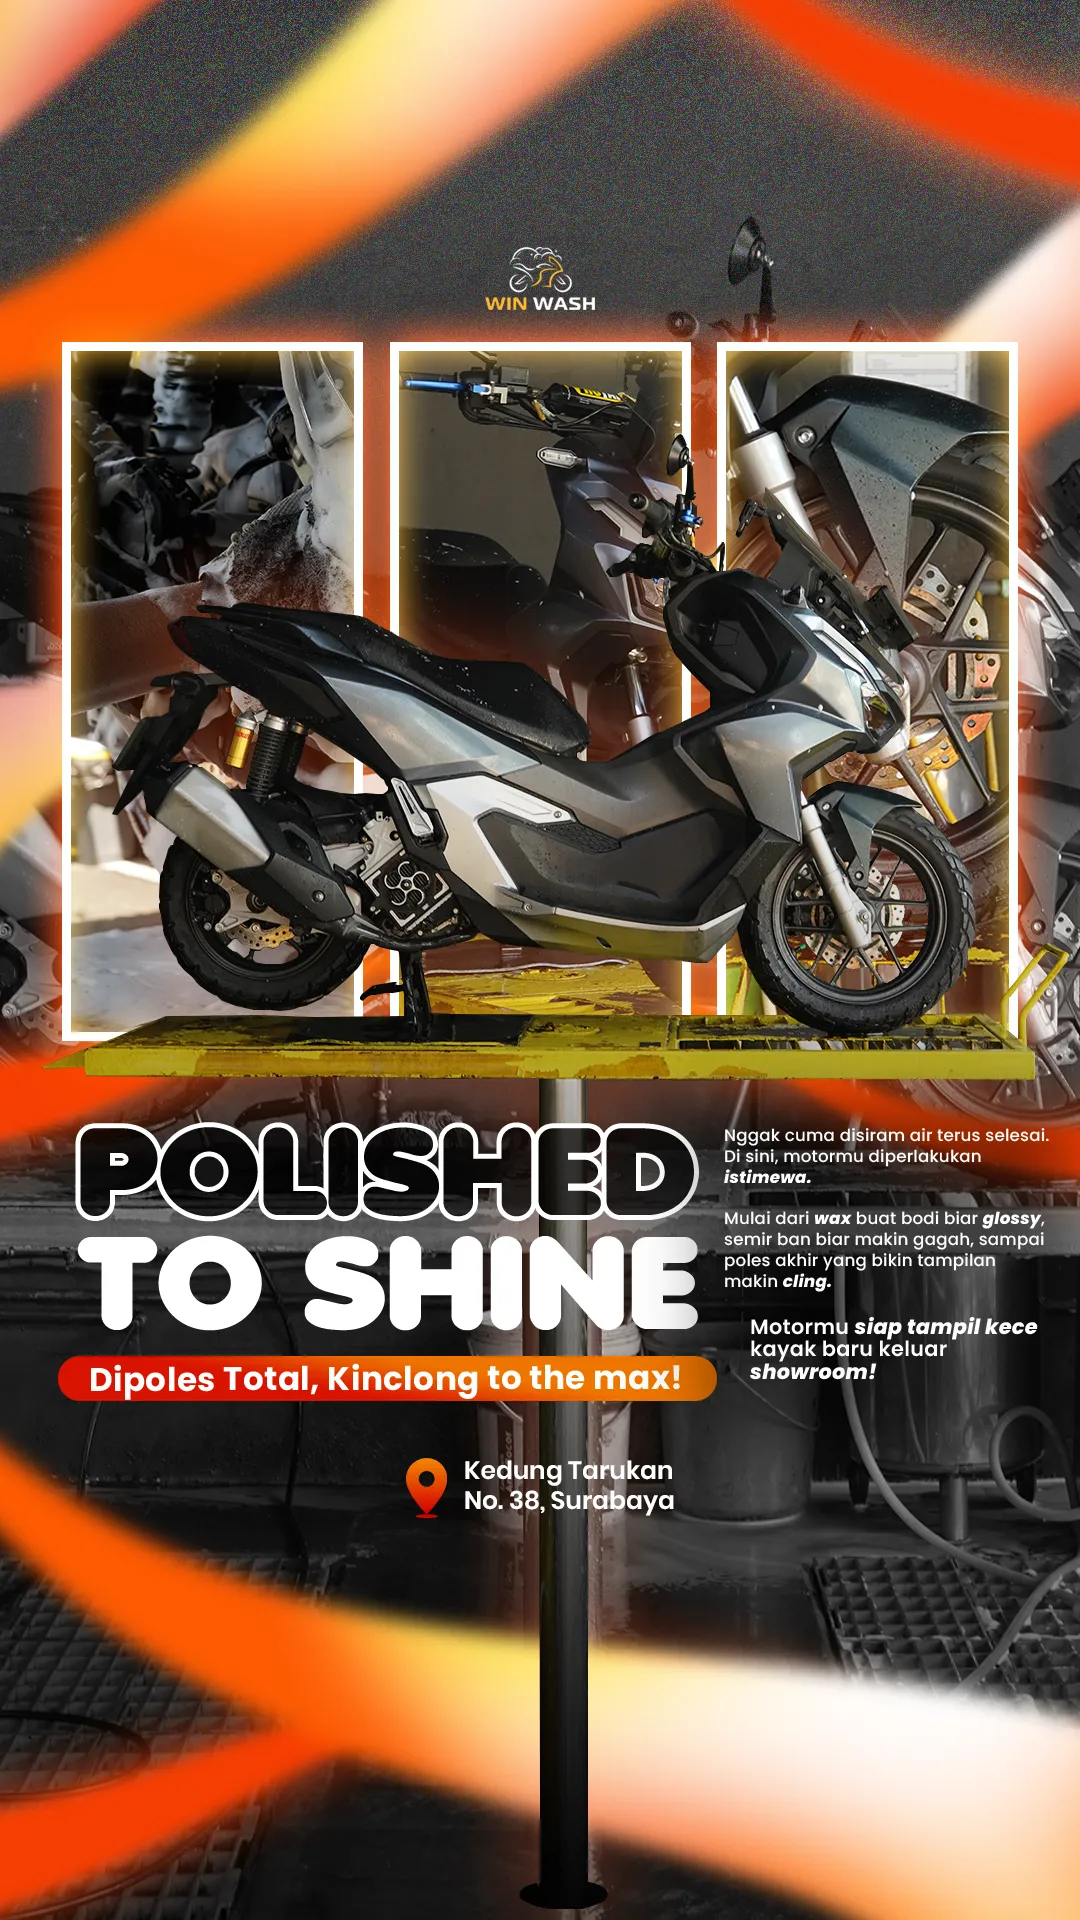 WIN WASH
POLISHED
TO SHINE
Dipoles Total, Kinclong to the max!
Nggak cuma disiram air terus selesai.
Di sini, motormu diperlakukan
istimewa.
Mulai dari wax buat bodi biar glossy,
semir ban biar makin gagah, sampai
poles akhir yang bikin tampilan
makin cling.
Motormu siap tampil kece
kayak baru keluar
showroom!
Kedung Tarukan
No. 38, Surabaya